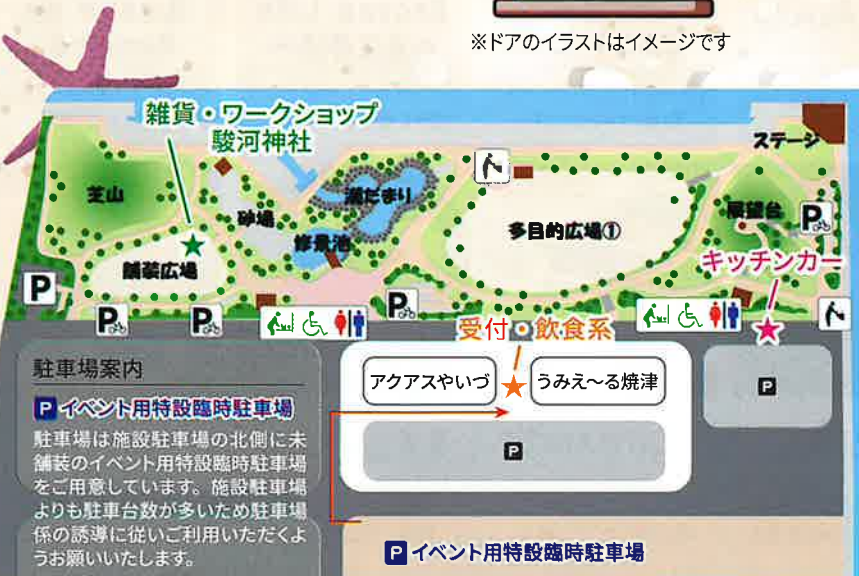 ※ドアのイラストはイメージです
雑貨・ワークショップ
駿河神社
ステージ
芝山
砂場
潮だまり
展望台
修景池
多目的広場①
舗装広場
キッチンカー
P
P
P
P
P
受付・飲食系
アクアスやいづ
うみえ〜る焼津
P
P
駐車場案内
P イベント用特設臨時駐車場
駐車場は施設駐車場の北側に未
舗装のイベント用特設臨時駐車場
をご用意しています。施設駐車場
よりも駐車台数が多いため駐車場
係の誘導に従いご利用いただくよ
うお願いいたします。
P イベント用特設臨時駐車場